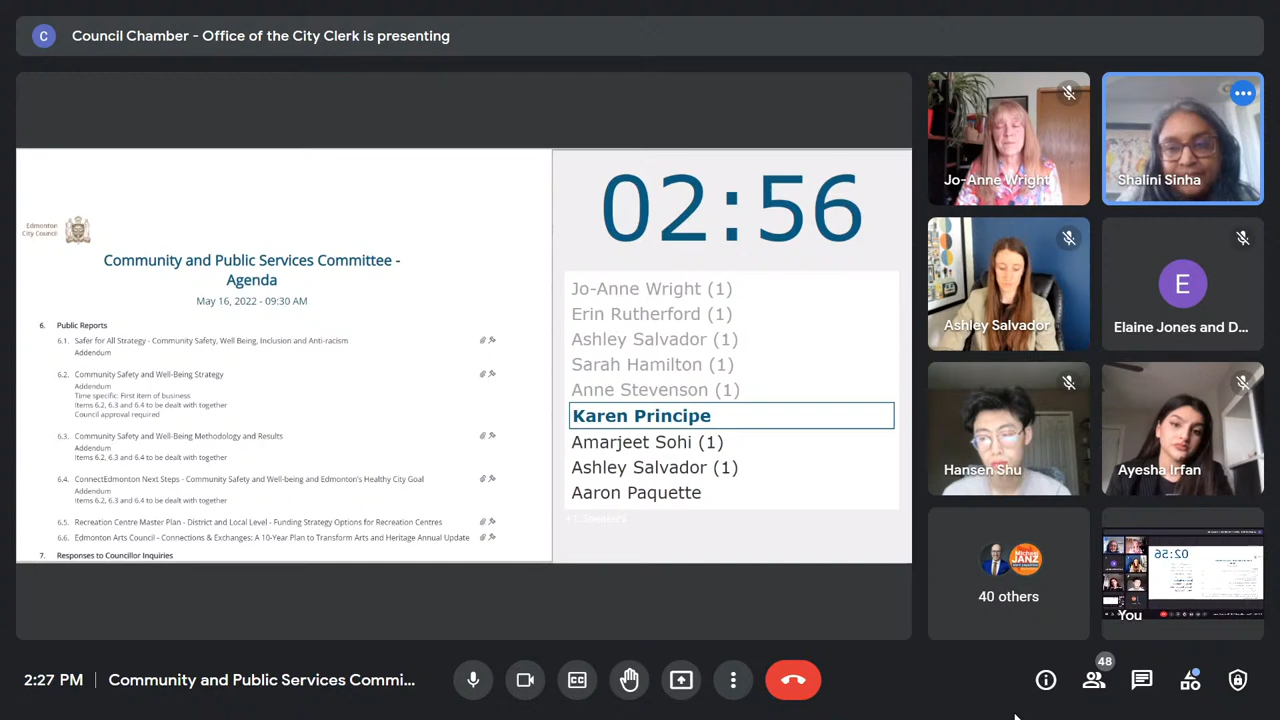 C
Council Chamber - Office of the City Clerk is presenting
Edmonton
City Council
Community and Public Services Committee -
Agenda
May 16, 2022 - 09:30 AM
6. Public Reports
6.1. Safer for All Strategy - Community Safety, Well Being, Inclusion and Anti-racism
Addendum
6.2. Community Safety and Well-Being Strategy
Addendum
Time specific: First item of business
Items 6.2, 6.3 and 6.4 to be dealt with together
Council approval required
6.3. Community Safety and Well-Being Methodology and Results
Addendum
Items 6.2, 6.3 and 6.4 to be dealt with together
6.4. ConnectEdmonton Next Steps - Community Safety and Well-being and Edmonton's Healthy City Goal
Addendum
Items 6.2, 6.3 and 6.4 to be dealt with together
6.5. Recreation Centre Master Plan - District and Local Level - Funding Strategy Options for Recreation Centres
6.6. Edmonton Arts Council - Connections & Exchanges: A 10-Year Plan to Transform Arts and Heritage Annual Update
7. Responses to Councillor Inquiries
02:56
Jo-Anne Wright (1)
Erin Rutherford (1)
Ashley Salvador (1)
Sarah Hamilton (1)
Anne Stevenson (1)
Karen Principe
Amarjeet Sohi (1)
Ashley Salvador (1)
Aaron Paquette
Jo-Anne Wright
Shalini Sinha
Ashley Salvador
E
Elaine Jones and D...
Hansen Shu
Ayesha Irfan
Michael
JANZ
40 others
02:56
You
2:27 PM | Community and Public Services Commi...
CC
48